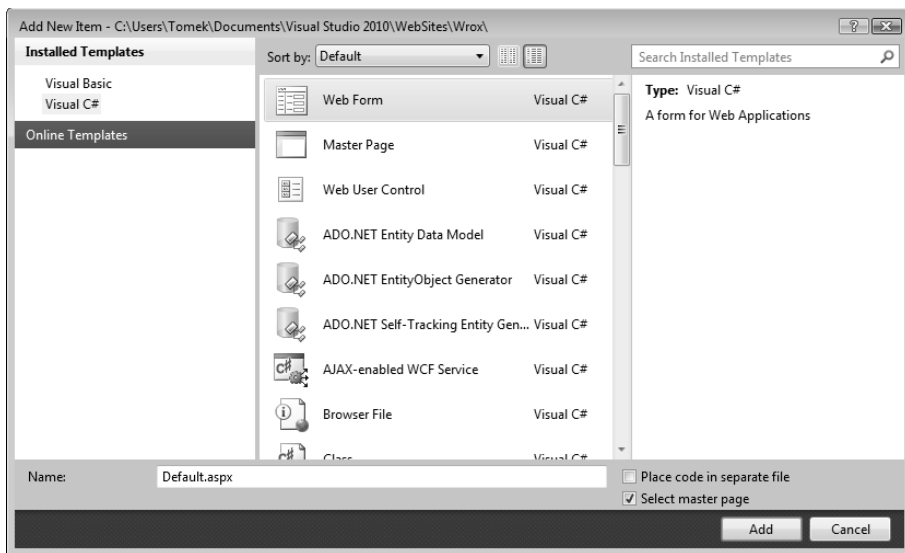 Add New Item - C:\Users\Tomek\Documents\Visual Studio 2010\WebSites\Wrox\
Installed Templates
Visual Basic
Visual C#
Online Templates
Sort by: Default
Search Installed Templates
Web Form Visual C#
Master Page Visual C#
Web User Control Visual C#
ADO.NET Entity Data Model Visual C#
ADO.NET EntityObject Generator Visual C#
ADO.NET Self-Tracking Entity Gen... Visual C#
AJAX-enabled WCF Service Visual C#
Browser File Visual C#
Class Visual C#
Type: Visual C#
A form for Web Applications
Name: Default.aspx
Place code in separate file
Select master page
Add Cancel